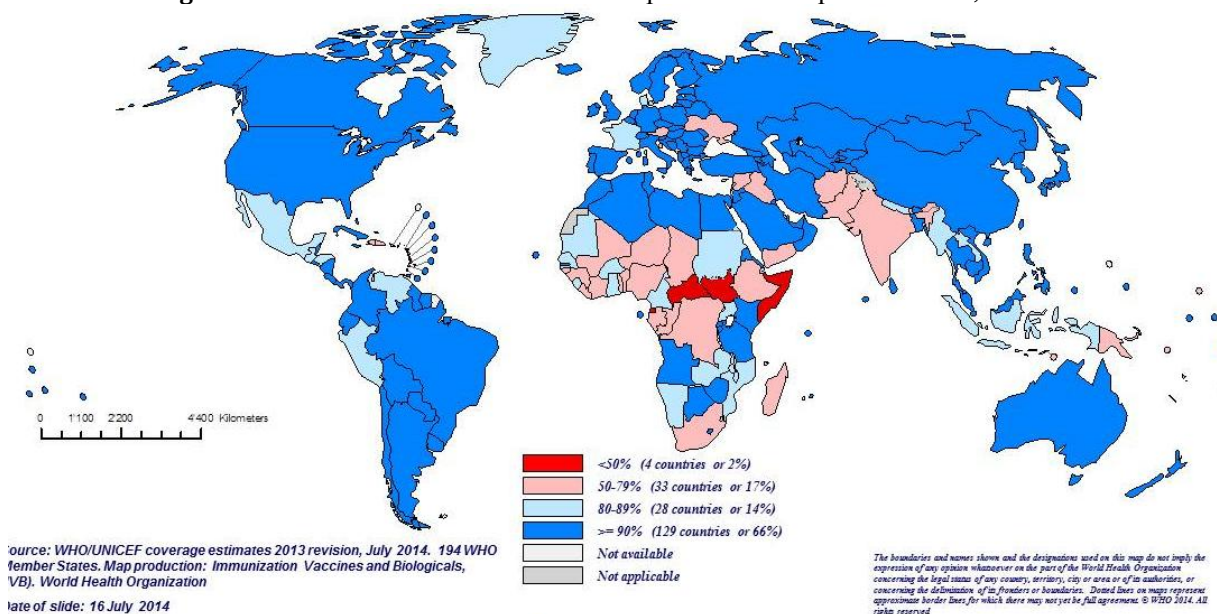 0 1'100 2'200 4'400 Kilometers
<50% (4 countries or 2%)
50-79% (33 countries or 17%)
80-89% (28 countries or 14%)
>= 90% (129 countries or 66%)
Not available
Not applicable
ource: WHO/UNICEF coverage estimates 2013 revision, July 2014. 194 WHO
Member States. Map production: Immunization Vaccines and Biologicals,
VB). World Health Organization
Date of slide: 16 July 2014
The boundaries and names shown and the designations used on this map do not imply the
expression of any opinion whatsoever on the part of the World Health Organization
concerning the legal status of any country, territory, city or area or of its authorities, or
concerning the delimitation of its frontiers or boundaries. Dotted lines on maps represent
approximate border lines for which there may not yet be full agreement. © WHO 2014. All
rights reserved